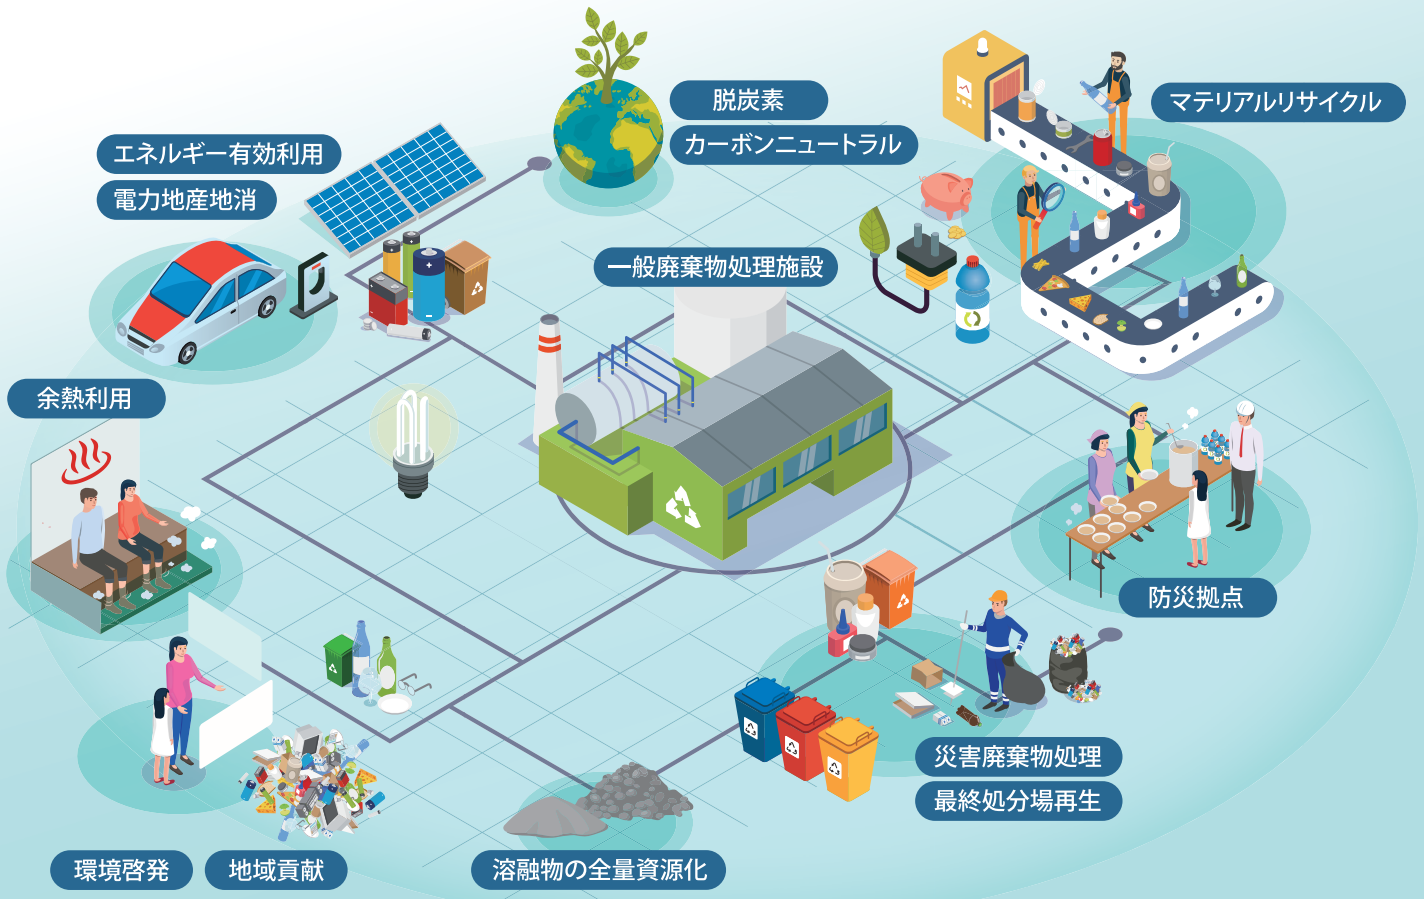 脱炭素
カーボンニュートラル
マテリアルリサイクル
エネルギー有効利用
電力地産地消
一般廃棄物処理施設
余熱利用
防災拠点
災害廃棄物処理
最終処分場再生
環境啓発
地域貢献
溶融物の全量資源化